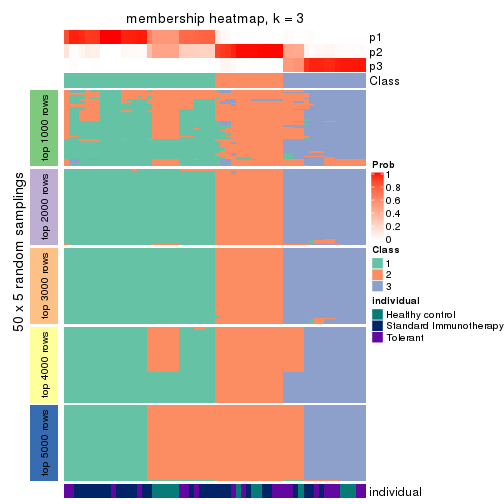 membership heatmap, k = 3
p1
p2
p3
Class
50 x 5 random samplings
top 1000 rows
top 2000 rows
top 3000 rows
top 4000 rows
top 5000 rows
individual
Prob
1
0.8
0.6
0.4
0.2
0
Class
1
2
3
individual
Healthy control
Standard Immunotherapy
Tolerant